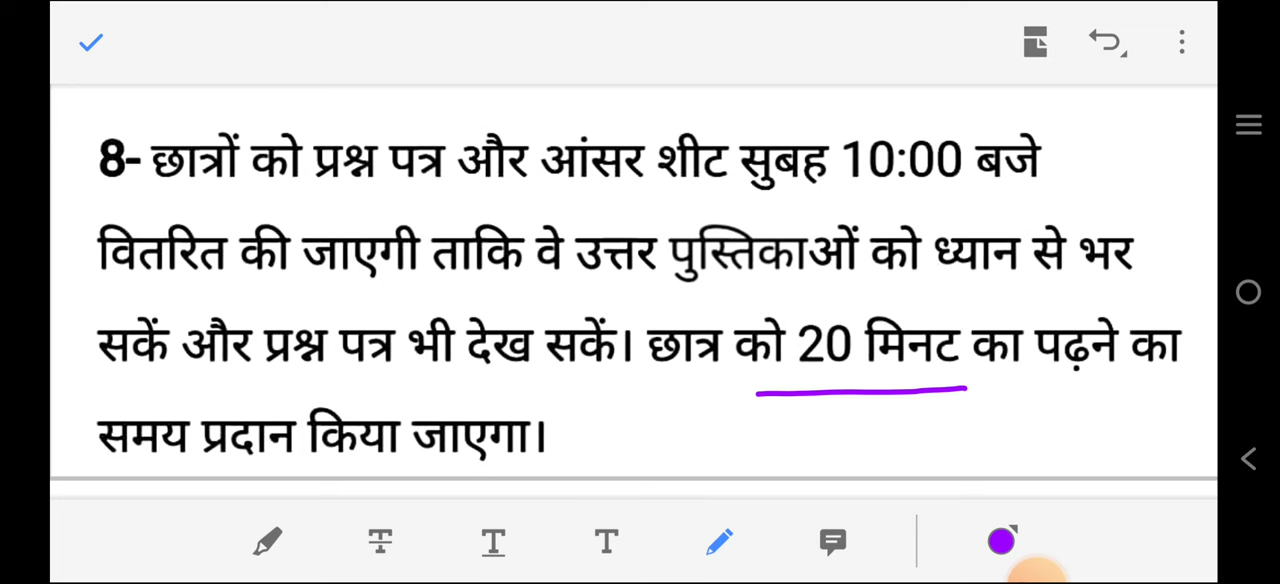 8- छात्रों को प्रश्न पत्र और आंसर शीट सुबह 10:00 बजे
वितरित की जाएगी ताकि वे उत्तर पुस्तिकाओं को ध्यान से भर
सकें और प्रश्न पत्र भी देख सकें। छात्र को 20 मिनट का पढ़ने का
समय प्रदान किया जाएगा।